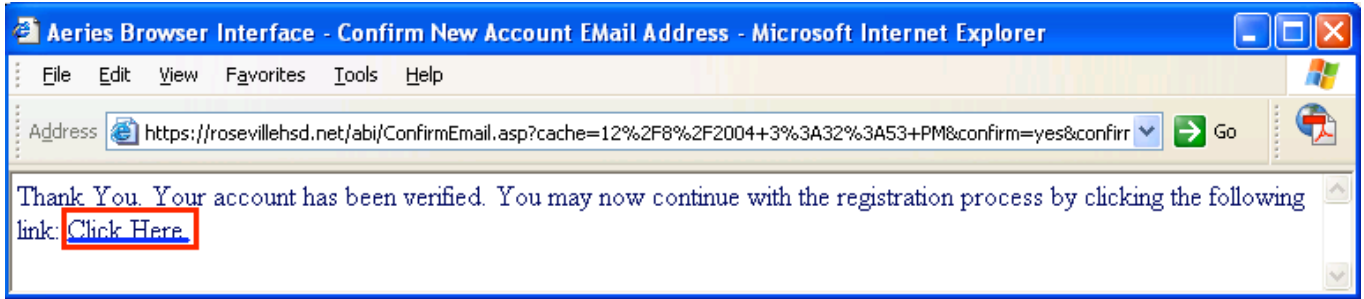 Aeries Browser Interface - Confirm New Account EMail Address - Microsoft Internet Explorer
File Edit View Favorites Tools Help
Address https://rosevillehsd.net/abi/ConfirmEmail.asp?cache=12%2F8%2F2004+3%3A32%3A53+PM&confirm=yes&confirr Go
Thank You. Your account has been verified. You may now continue with the registration process by clicking the following
link: Click Here.